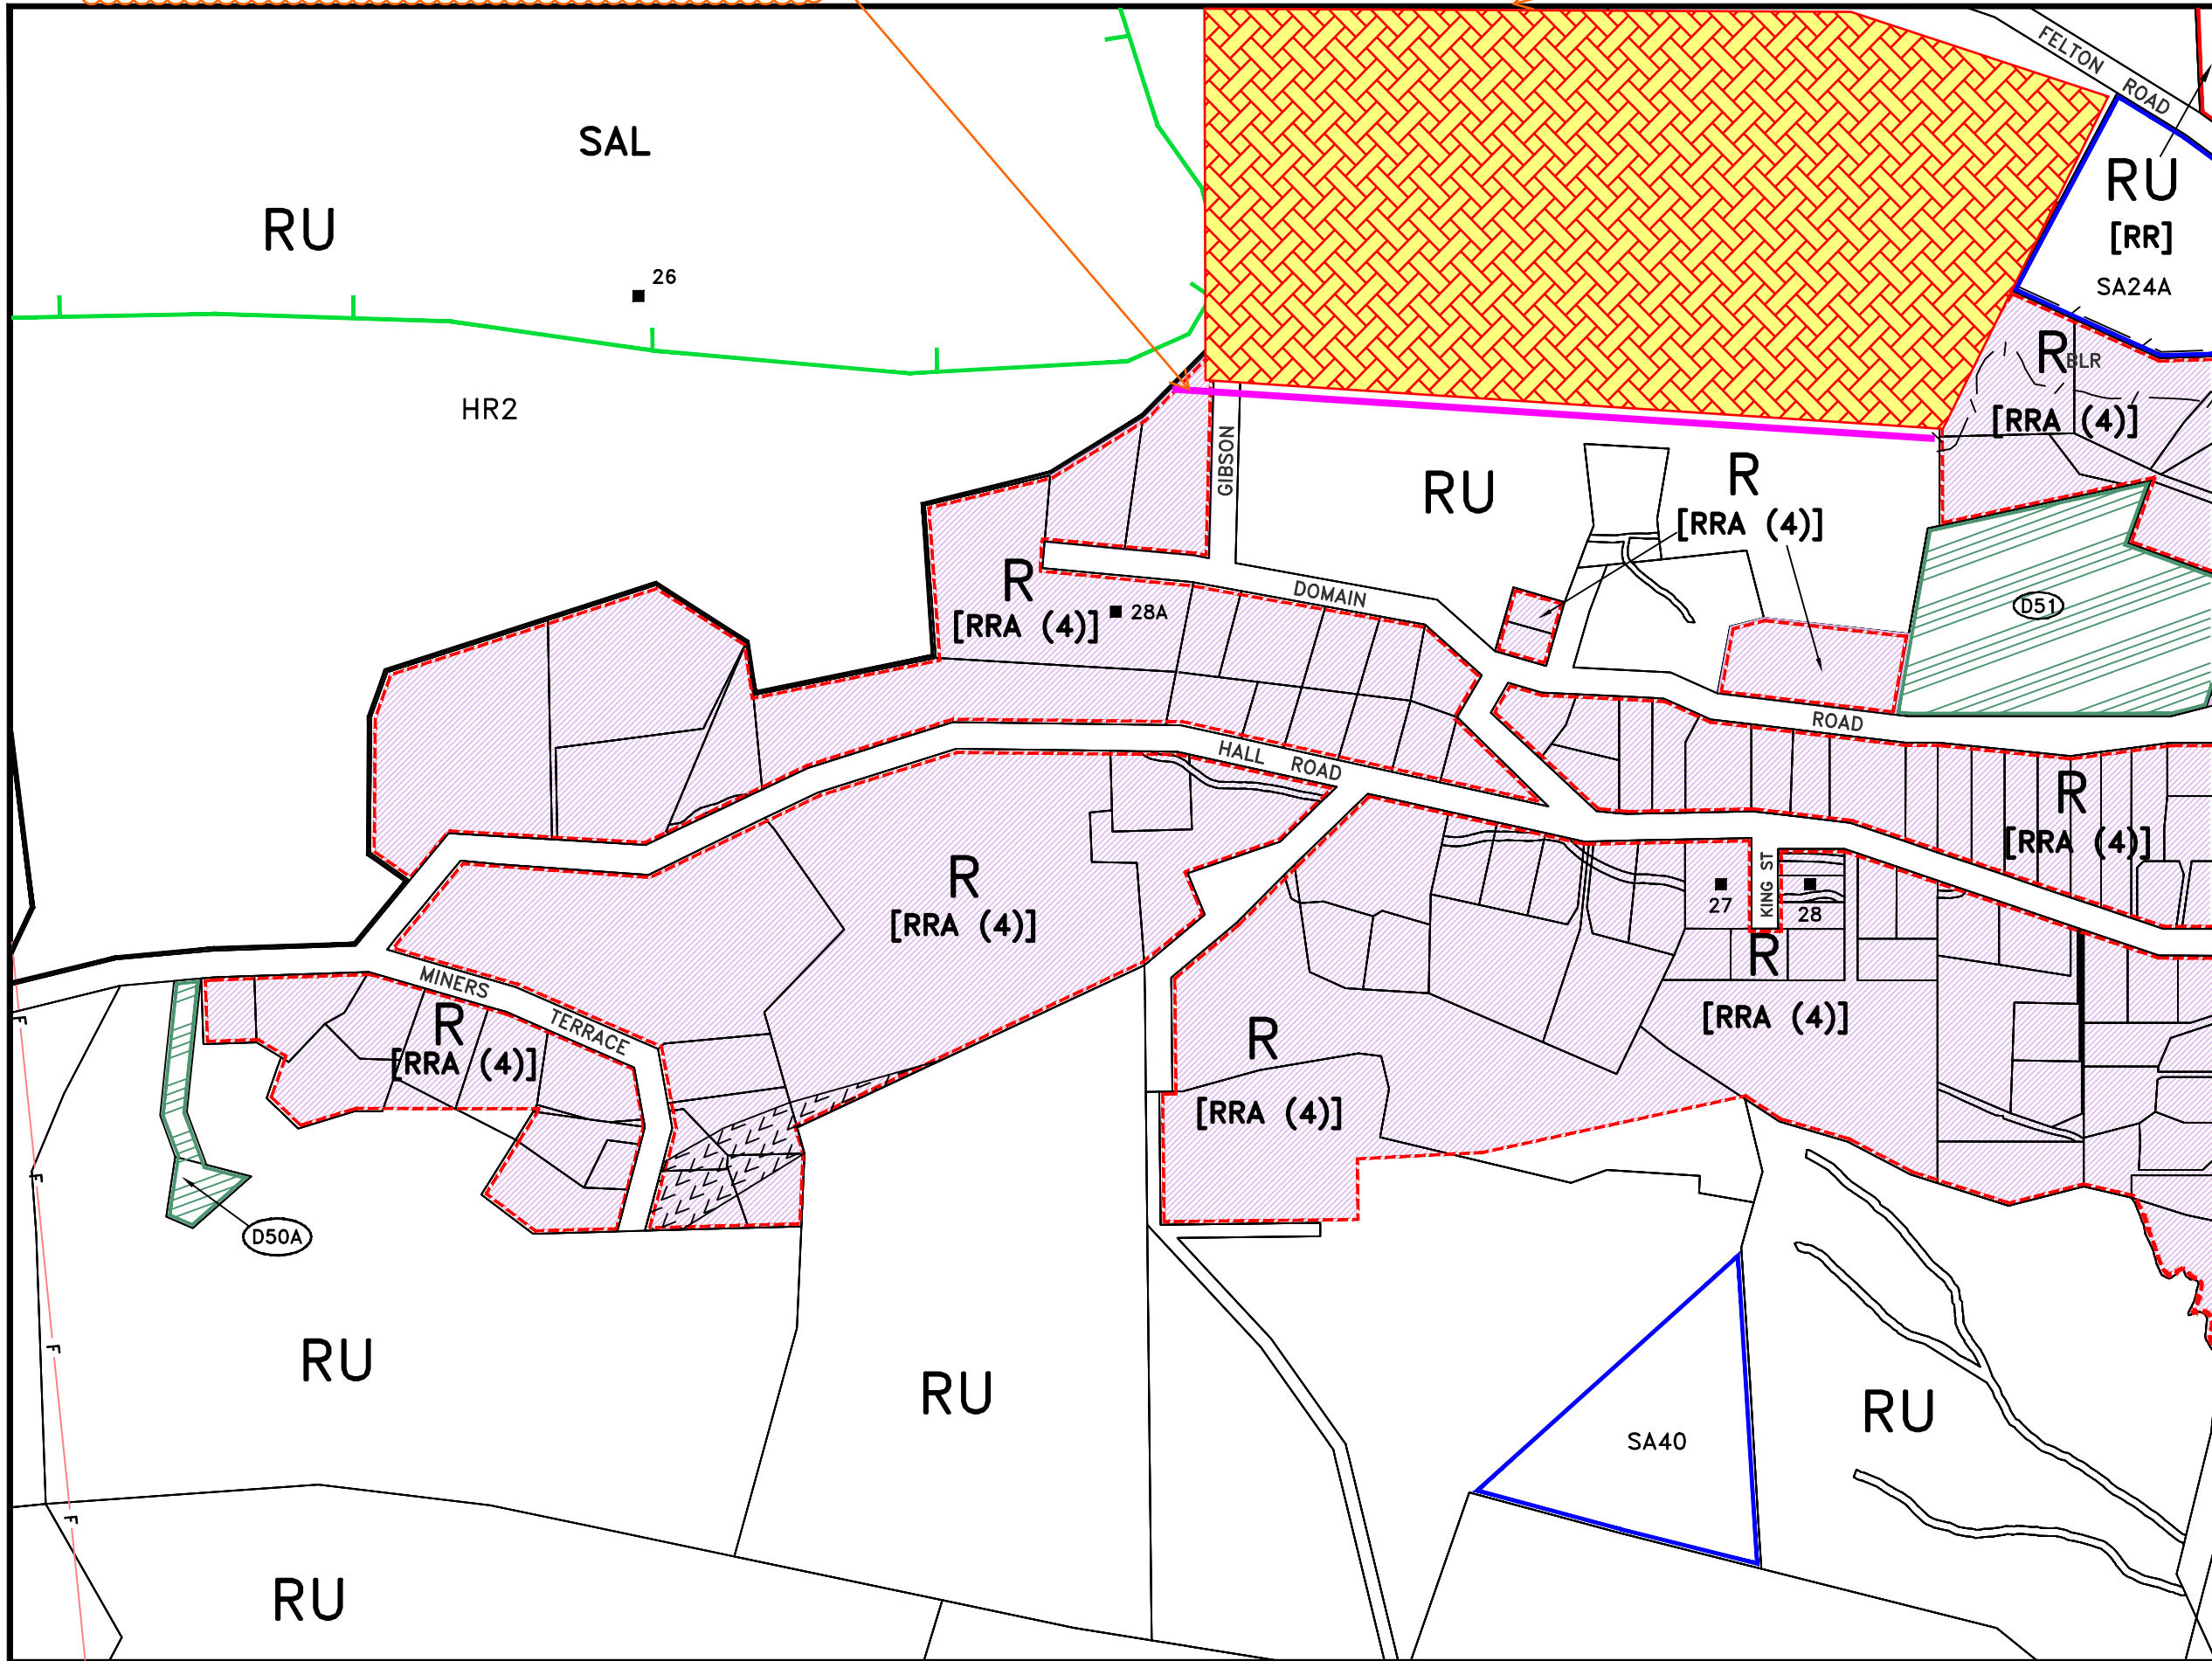 FELTON ROAD
SAL
RU
RU
[RR]
SA24A
26
R
BLR
[RRA (4)]
HR2
GIBSON
RU
R
[RRA (4)]
R
[RRA (4)]
28A
DOMAIN
D51
ROAD
HALL ROAD
R
[RRA (4)]
R
[RRA (4)]
27
KING ST
28
R
[RRA (4)]
MINERS TERRACE
R
[RRA (4)]
R
[RRA (4)]
F
F
D50A
F
RU
RU
RU
SA40
F
RU